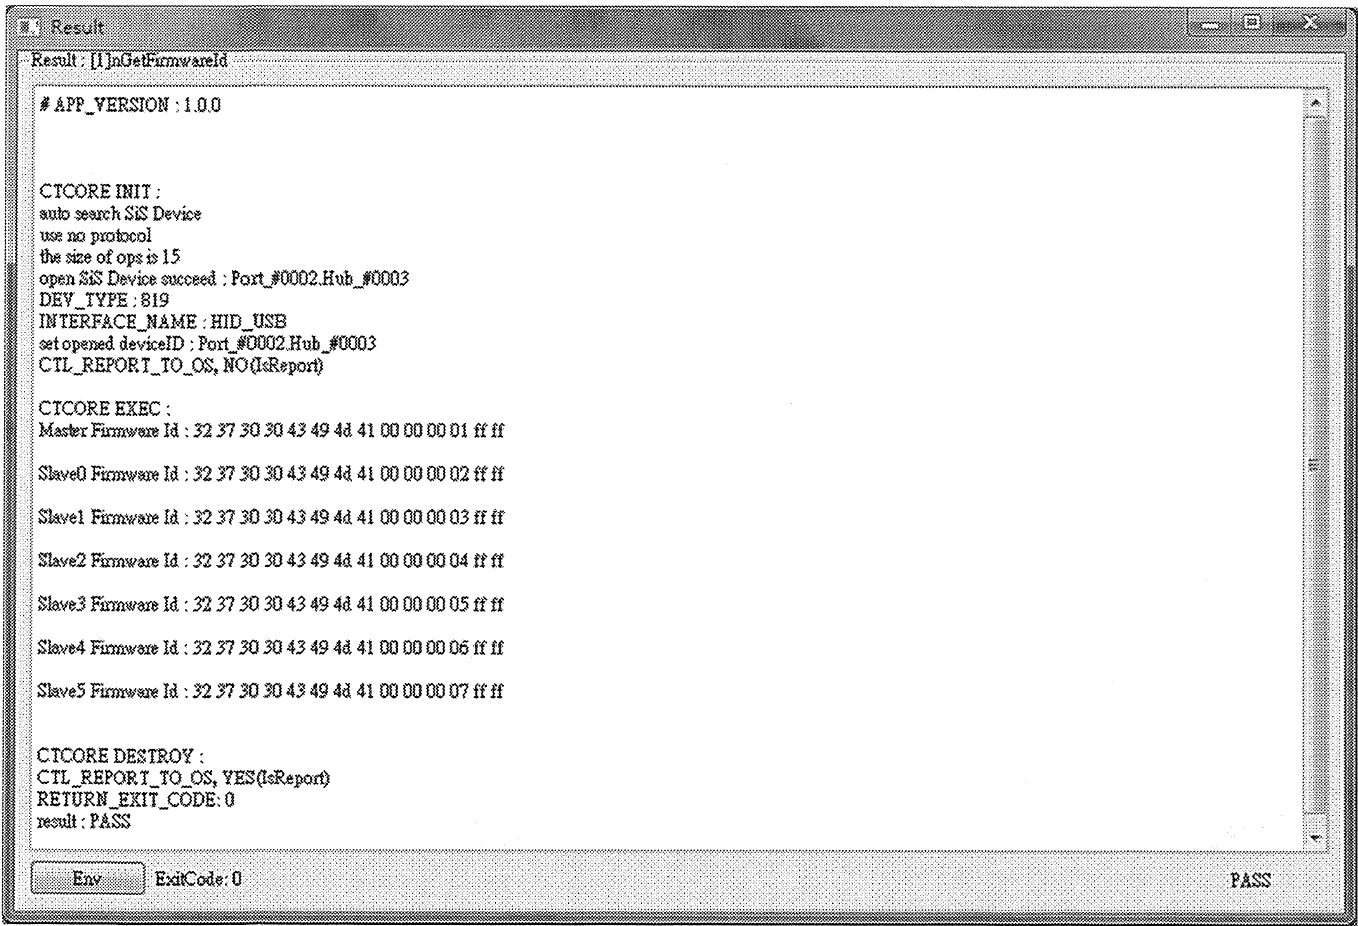 Result
Result : [1]nGetFirmwareId
# APP_VERSION : 1.0.0
CTCORE INIT :
auto search SiS Device
use no protocol
the size of ops is 15
open SiS Device succeed : Port_#0002.Hub_#0003
DEV_TYPE : 819
INTERFACE_NAME : HID_USB
set opened deviceID : Port_#0002.Hub_#0003
CTL_REPORT_TO_OS, NO(IsReport)
CTCORE EXEC :
Master Firmware Id : 32 37 30 30 43 49 4d 41 00 00 00 01 ff ff
Slave0 Firmware Id : 32 37 30 30 43 49 4d 41 00 00 00 02 ff ff
Slave1 Firmware Id : 32 37 30 30 43 49 4d 41 00 00 00 03 ff ff
Slave2 Firmware Id : 32 37 30 30 43 49 4d 41 00 00 00 04 ff ff
Slave3 Firmware Id : 32 37 30 30 43 49 4d 41 00 00 00 05 ff ff
Slave4 Firmware Id : 32 37 30 30 43 49 4d 41 00 00 00 06 ff ff
Slave5 Firmware Id : 32 37 30 30 43 49 4d 41 00 00 00 07 ff ff
CTCORE DESTROY :
CTL_REPORT_TO_OS, YES(IsReport)
RETURN_EXIT_CODE: 0
result : PASS
Env ExitCode: 0 PASS